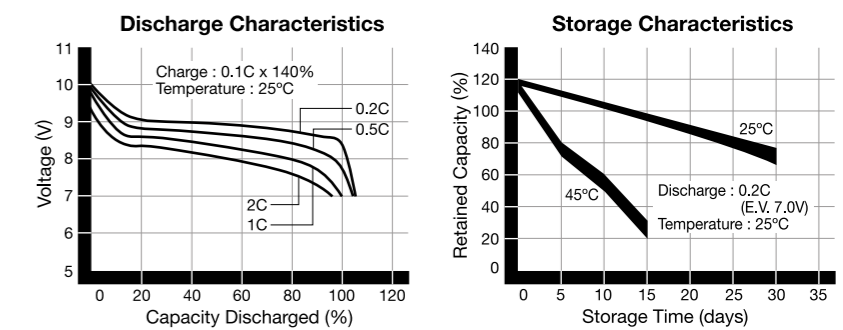 Discharge Characteristics
11
10
9
8
7
6
5
Voltage (V)
Charge : 0.1C x 140%
Temperature : 25ºC
0.2C
0.5C
2C
1C
0 20 40 60 80 100 120
Capacity Discharged (%)
Storage Characteristics
140
120
100
80
60
40
20
0
Retained Capacity (%)
25ºC
45ºC
Discharge : 0.2C
(E.V. 7.0V)
Temperature : 25ºC
0 5 10 15 20 25 30 35
Storage Time (days)